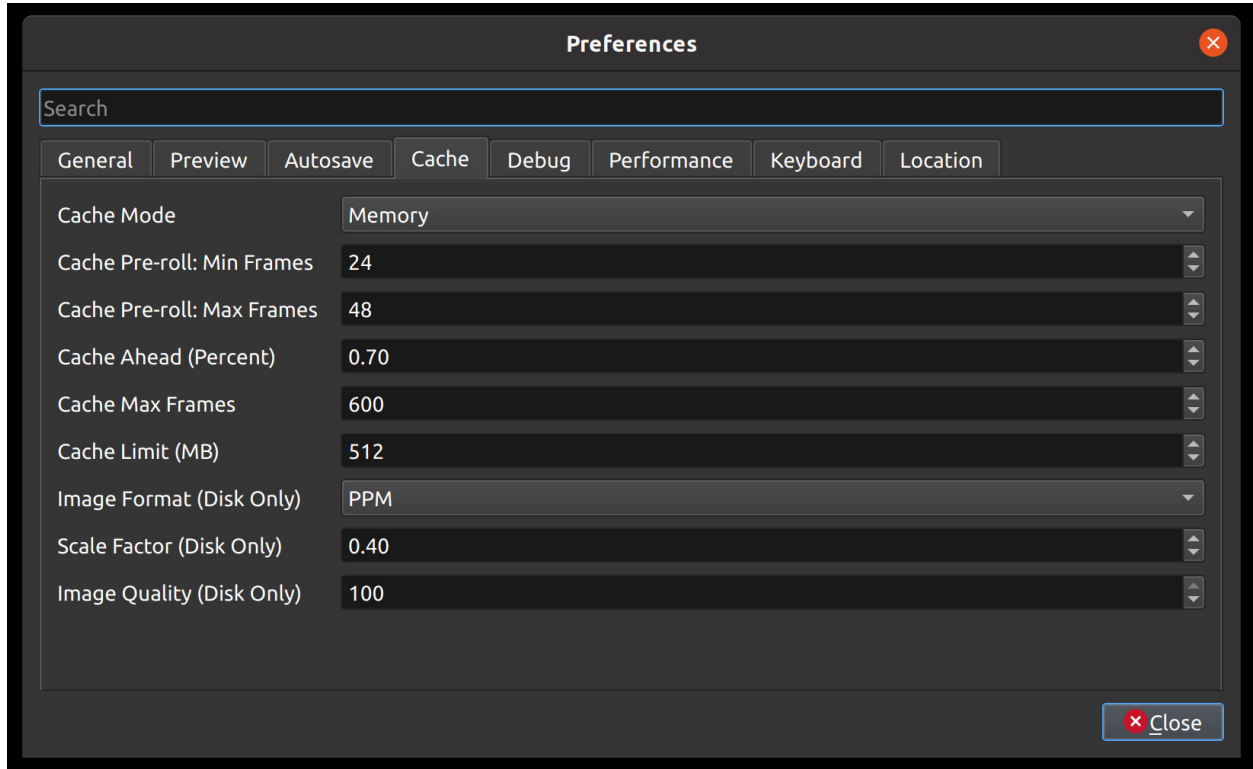 Preferences
Search
General Preview Autosave Cache Debug Performance Keyboard Location
Cache Mode Memory
Cache Pre-roll: Min Frames 24
Cache Pre-roll: Max Frames 48
Cache Ahead (Percent) 0.70
Cache Max Frames 600
Cache Limit (MB) 512
Image Format (Disk Only) PPM
Scale Factor (Disk Only) 0.40
Image Quality (Disk Only) 100
Close